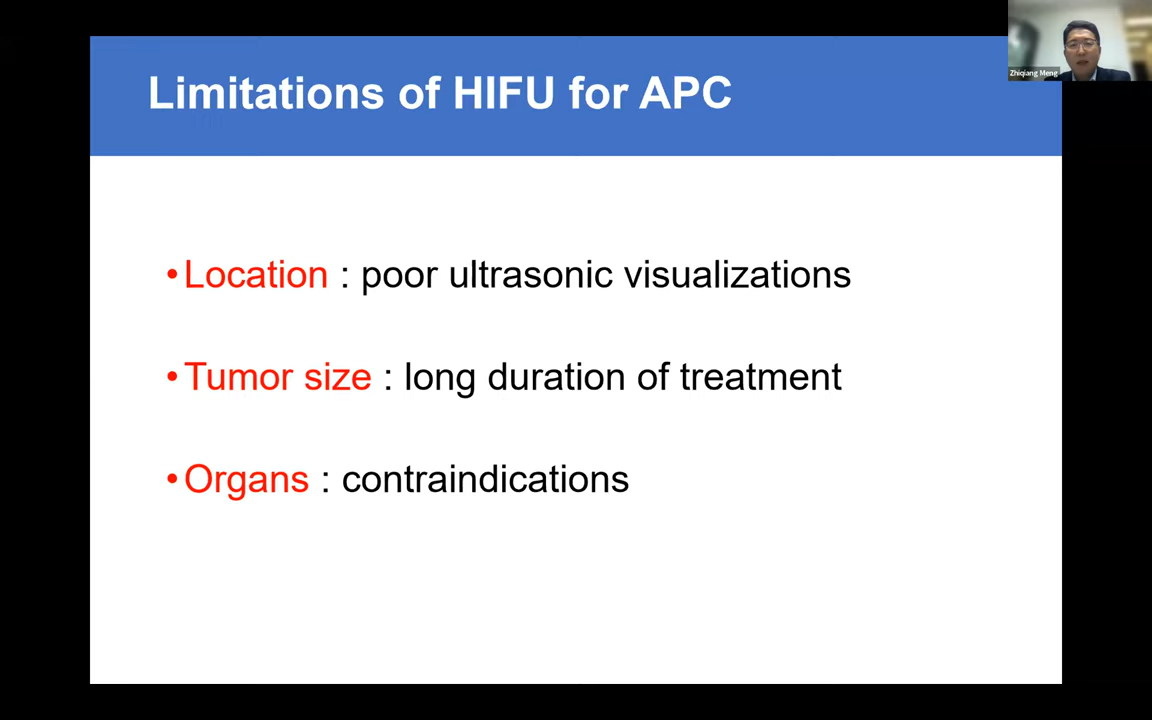 Limitations of HIFU for APC
Zhiqiang Meng
•Location : poor ultrasonic visualizations
•Tumor size : long duration of treatment
•Organs : contraindications